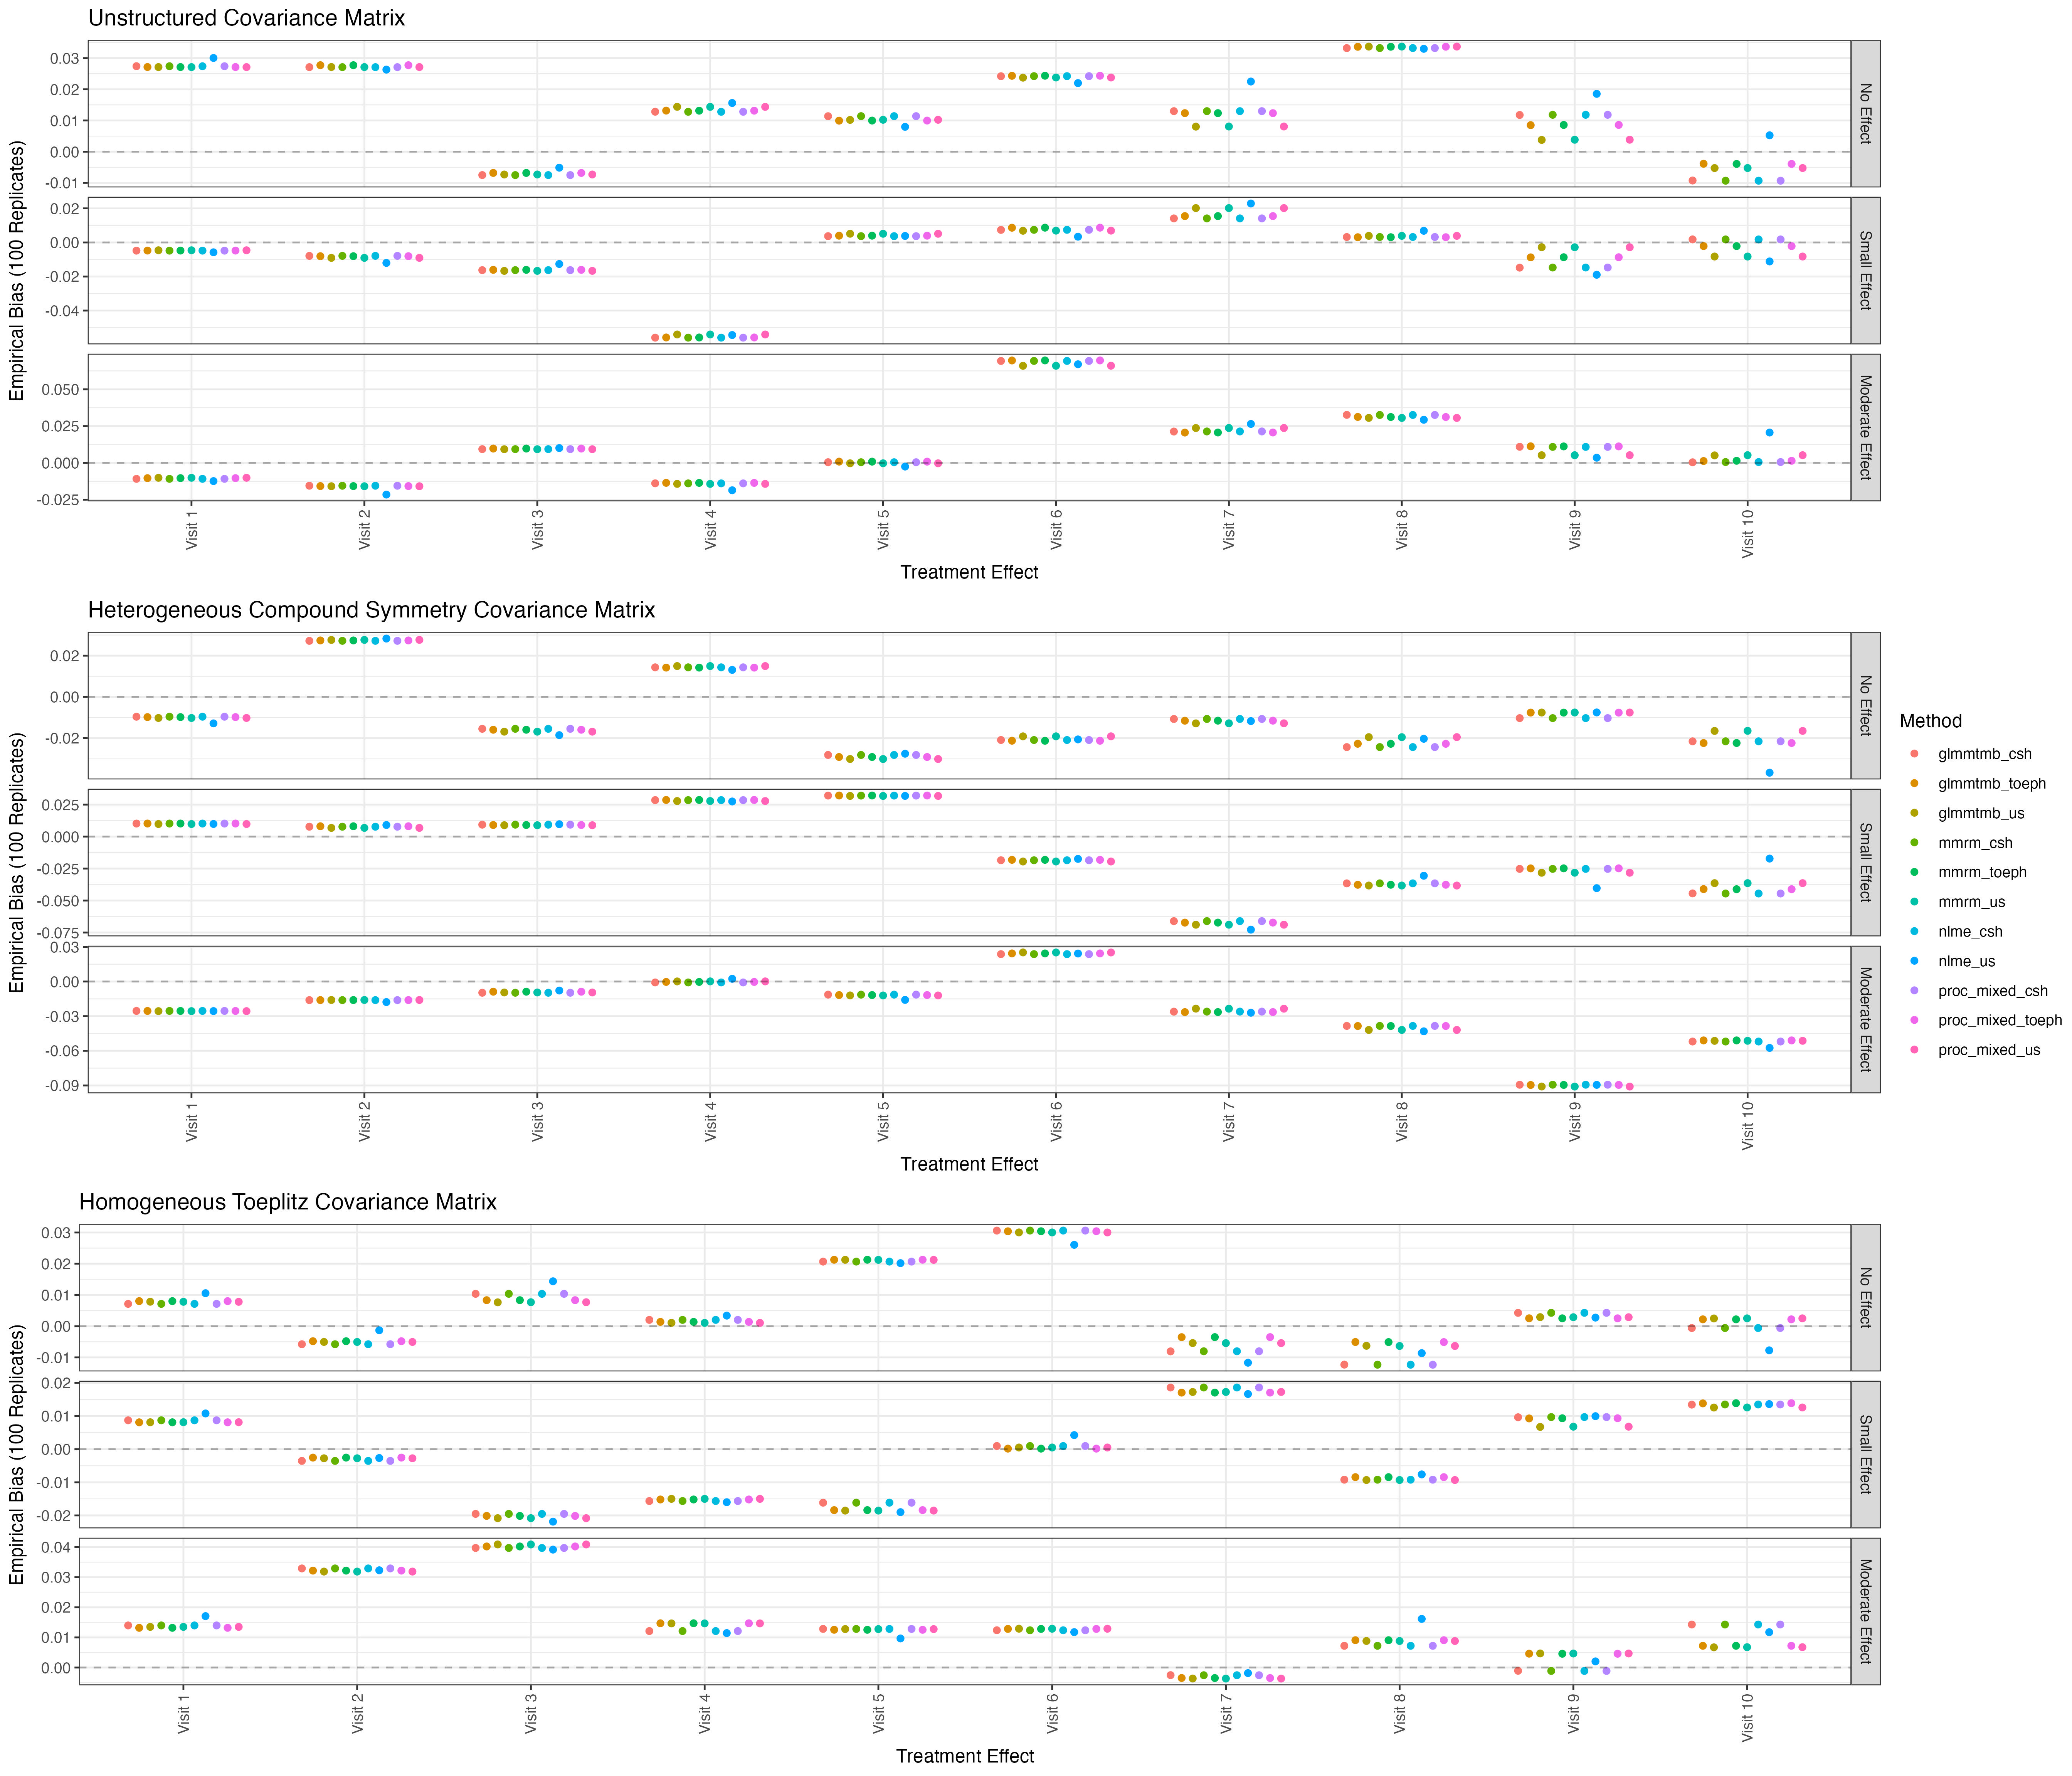 Unstructured Covariance Matrix
Empirical Bias (100 Replicates)
0.03
0.02
0.01
0.00
-0.01
No Effect
0.02
0.00
-0.02
-0.04
Small Effect
0.050
0.025
0.000
-0.025
Moderate Effect
Visit 1
Visit 2
Visit 3
Visit 4
Visit 5
Visit 6
Visit 7
Visit 8
Visit 9
Visit 10
Treatment Effect
Heterogeneous Compound Symmetry Covariance Matrix
Empirical Bias (100 Replicates)
0.02
0.00
-0.02
No Effect
0.025
0.000
-0.025
-0.050
-0.075
Small Effect
0.03
0.00
-0.03
-0.06
-0.09
Moderate Effect
Visit 1
Visit 2
Visit 3
Visit 4
Visit 5
Visit 6
Visit 7
Visit 8
Visit 9
Visit 10
Treatment Effect
Method
glmmtmb_csh
glmmtmb_toeph
glmmtmb_us
mmrm_csh
mmrm_toeph
mmrm_us
nlme_csh
nlme_us
proc_mixed_csh
proc_mixed_toeph
proc_mixed_us
Homogeneous Toeplitz Covariance Matrix
Empirical Bias (100 Replicates)
0.03
0.02
0.01
0.00
-0.01
No Effect
0.02
0.01
0.00
-0.01
-0.02
Small Effect
0.04
0.03
0.02
0.01
0.00
Moderate Effect
Visit 1
Visit 2
Visit 3
Visit 4
Visit 5
Visit 6
Visit 7
Visit 8
Visit 9
Visit 10
Treatment Effect